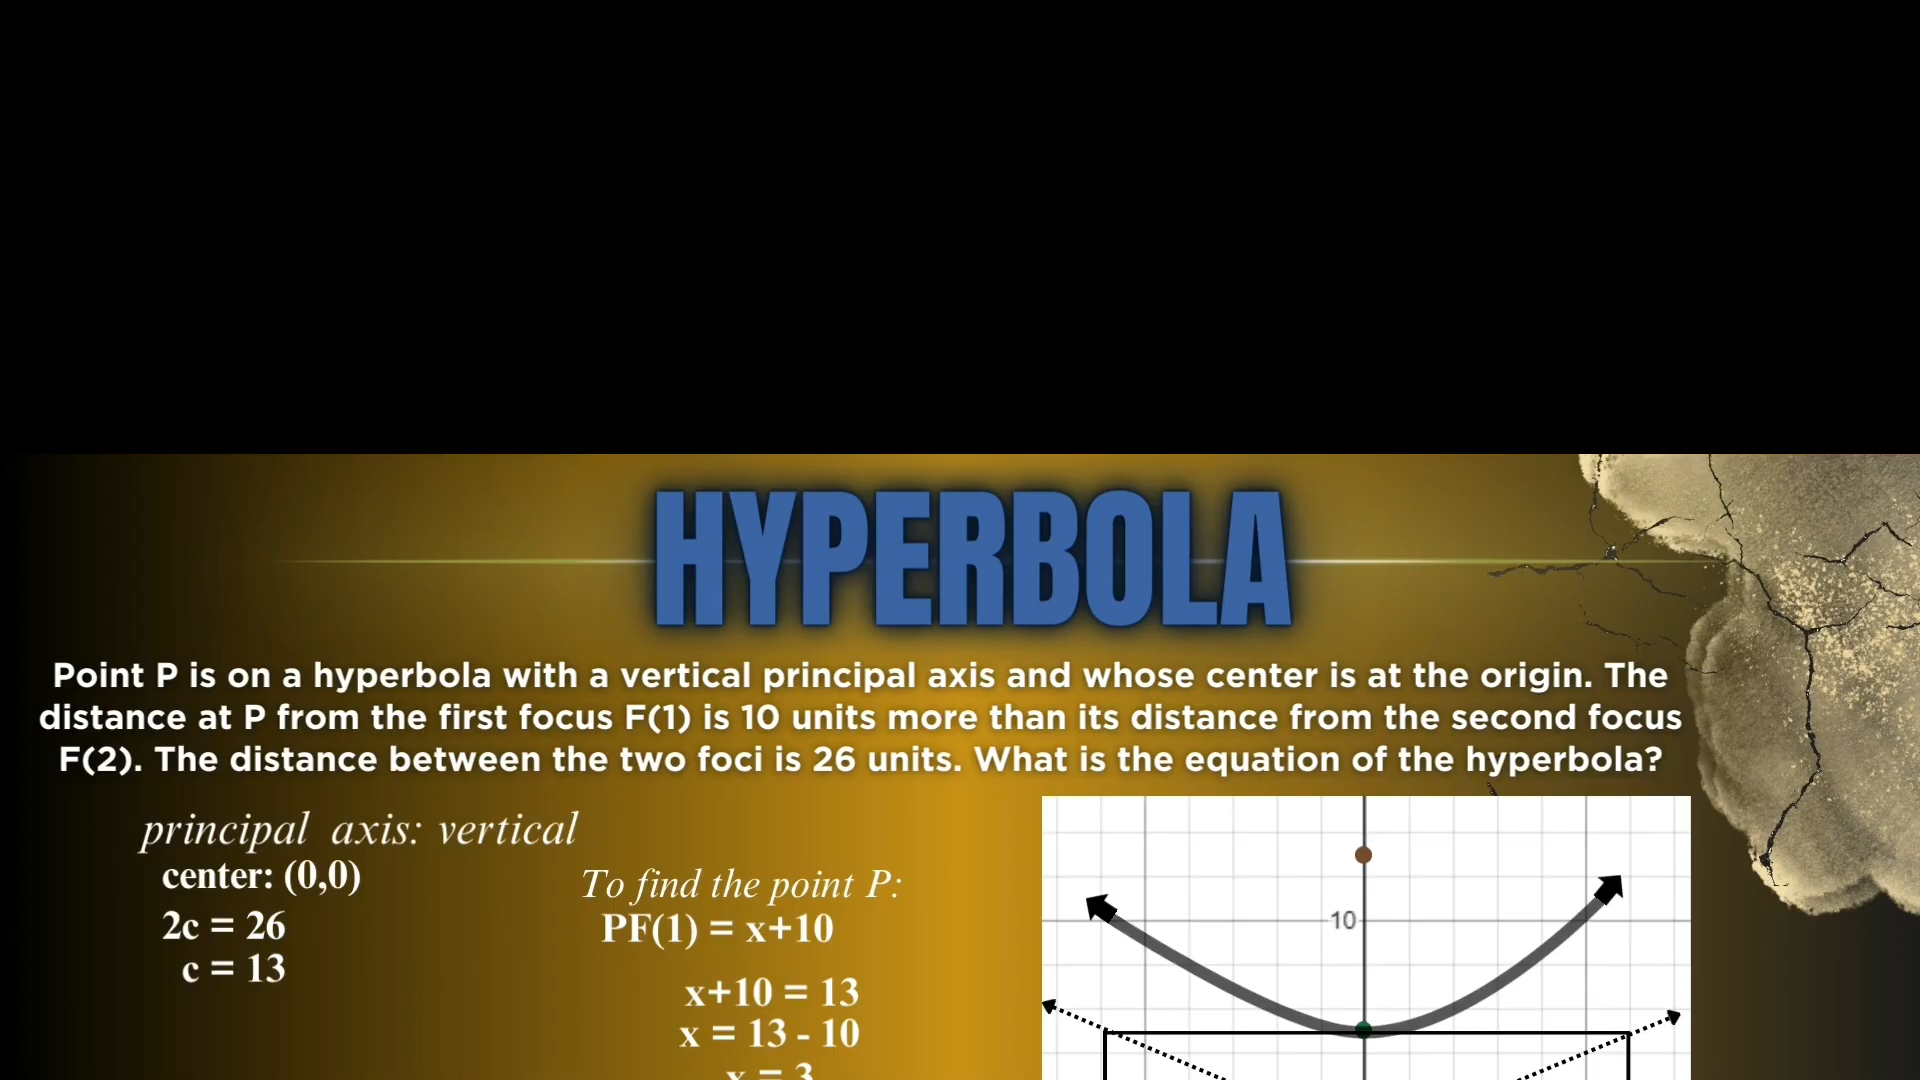 HYPERBOLA
Point P is on a hyperbola with a vertical principal axis and whose center is at the origin. The
distance at P from the first focus F(1) is 10 units more than its distance from the second focus
F(2). The distance between the two foci is 26 units. What is the equation of the hyperbola?
principal axis: vertical
center: (0,0)
2c = 26
c = 13
To find the point P:
PF(1) = x+10
x+10 = 13
x = 13 - 10
x = 3
10